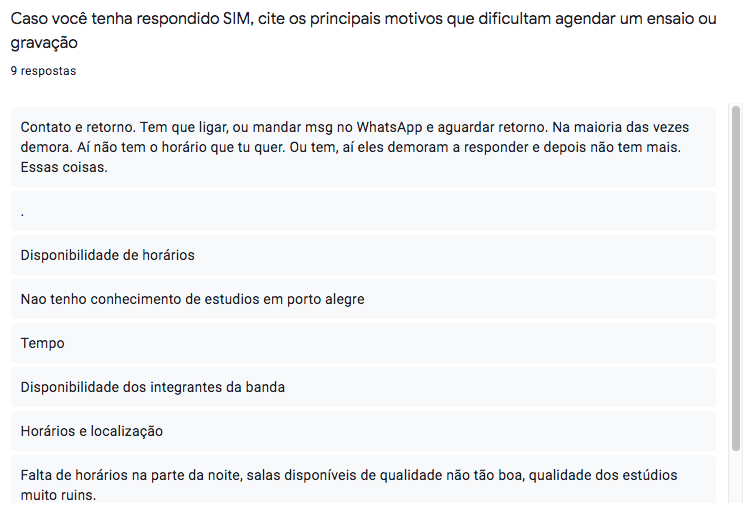 Caso você tenha respondido SIM, cite os principais motivos que dificultam agendar um ensaio ou
gravação
9 respostas
Contato e retorno. Tem que ligar, ou mandar msg no WhatsApp e aguardar retorno. Na maioria das vezes
demora. Aí não tem o horário que tu quer. Ou tem, aí eles demoram a responder e depois não tem mais.
Essas coisas.
.
Disponibilidade de horários
Nao tenho conhecimento de estudios em porto alegre
Tempo
Disponibilidade dos integrantes da banda
Horários e localização
Falta de horários na parte da noite, salas disponíveis de qualidade não tão boa, qualidade dos estúdios
muito ruins.